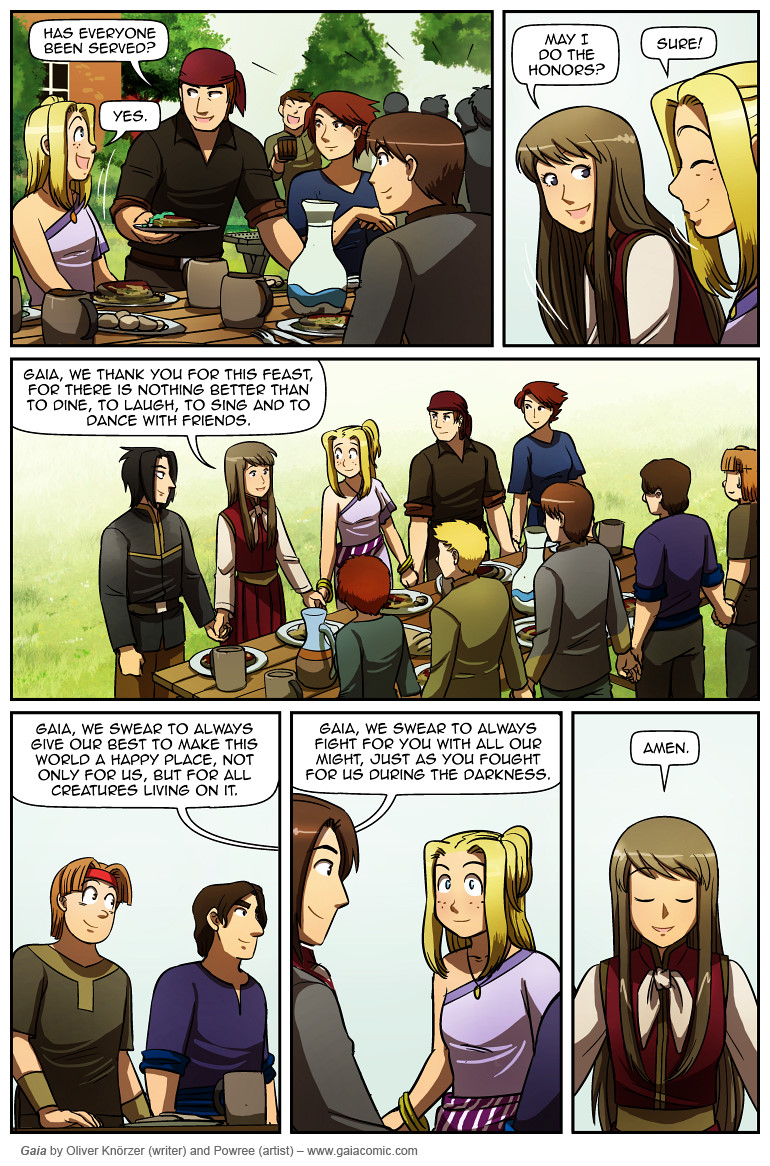 HAS EVERYONE
BEEN SERVED?
YES.
MAY I
DO THE
HONORS?
SURE!
GAIA, WE THANK YOU FOR THIS FEAST,
FOR THERE IS NOTHING BETTER THAN
TO DINE, TO LAUGH, TO SING AND TO
DANCE WITH FRIENDS.
GAIA, WE SWEAR TO ALWAYS
GIVE OUR BEST TO MAKE THIS
WORLD A HAPPY PLACE, NOT
ONLY FOR US, BUT FOR ALL
CREATURES LIVING ON IT.
GAIA, WE SWEAR TO ALWAYS
FIGHT FOR YOU WITH ALL OUR
MIGHT, JUST AS YOU FOUGHT
FOR US DURING THE DARKNESS.
AMEN.
Gaia by Oliver Knörzer (writer) and Powree (artist) – www.gaiacomic.com